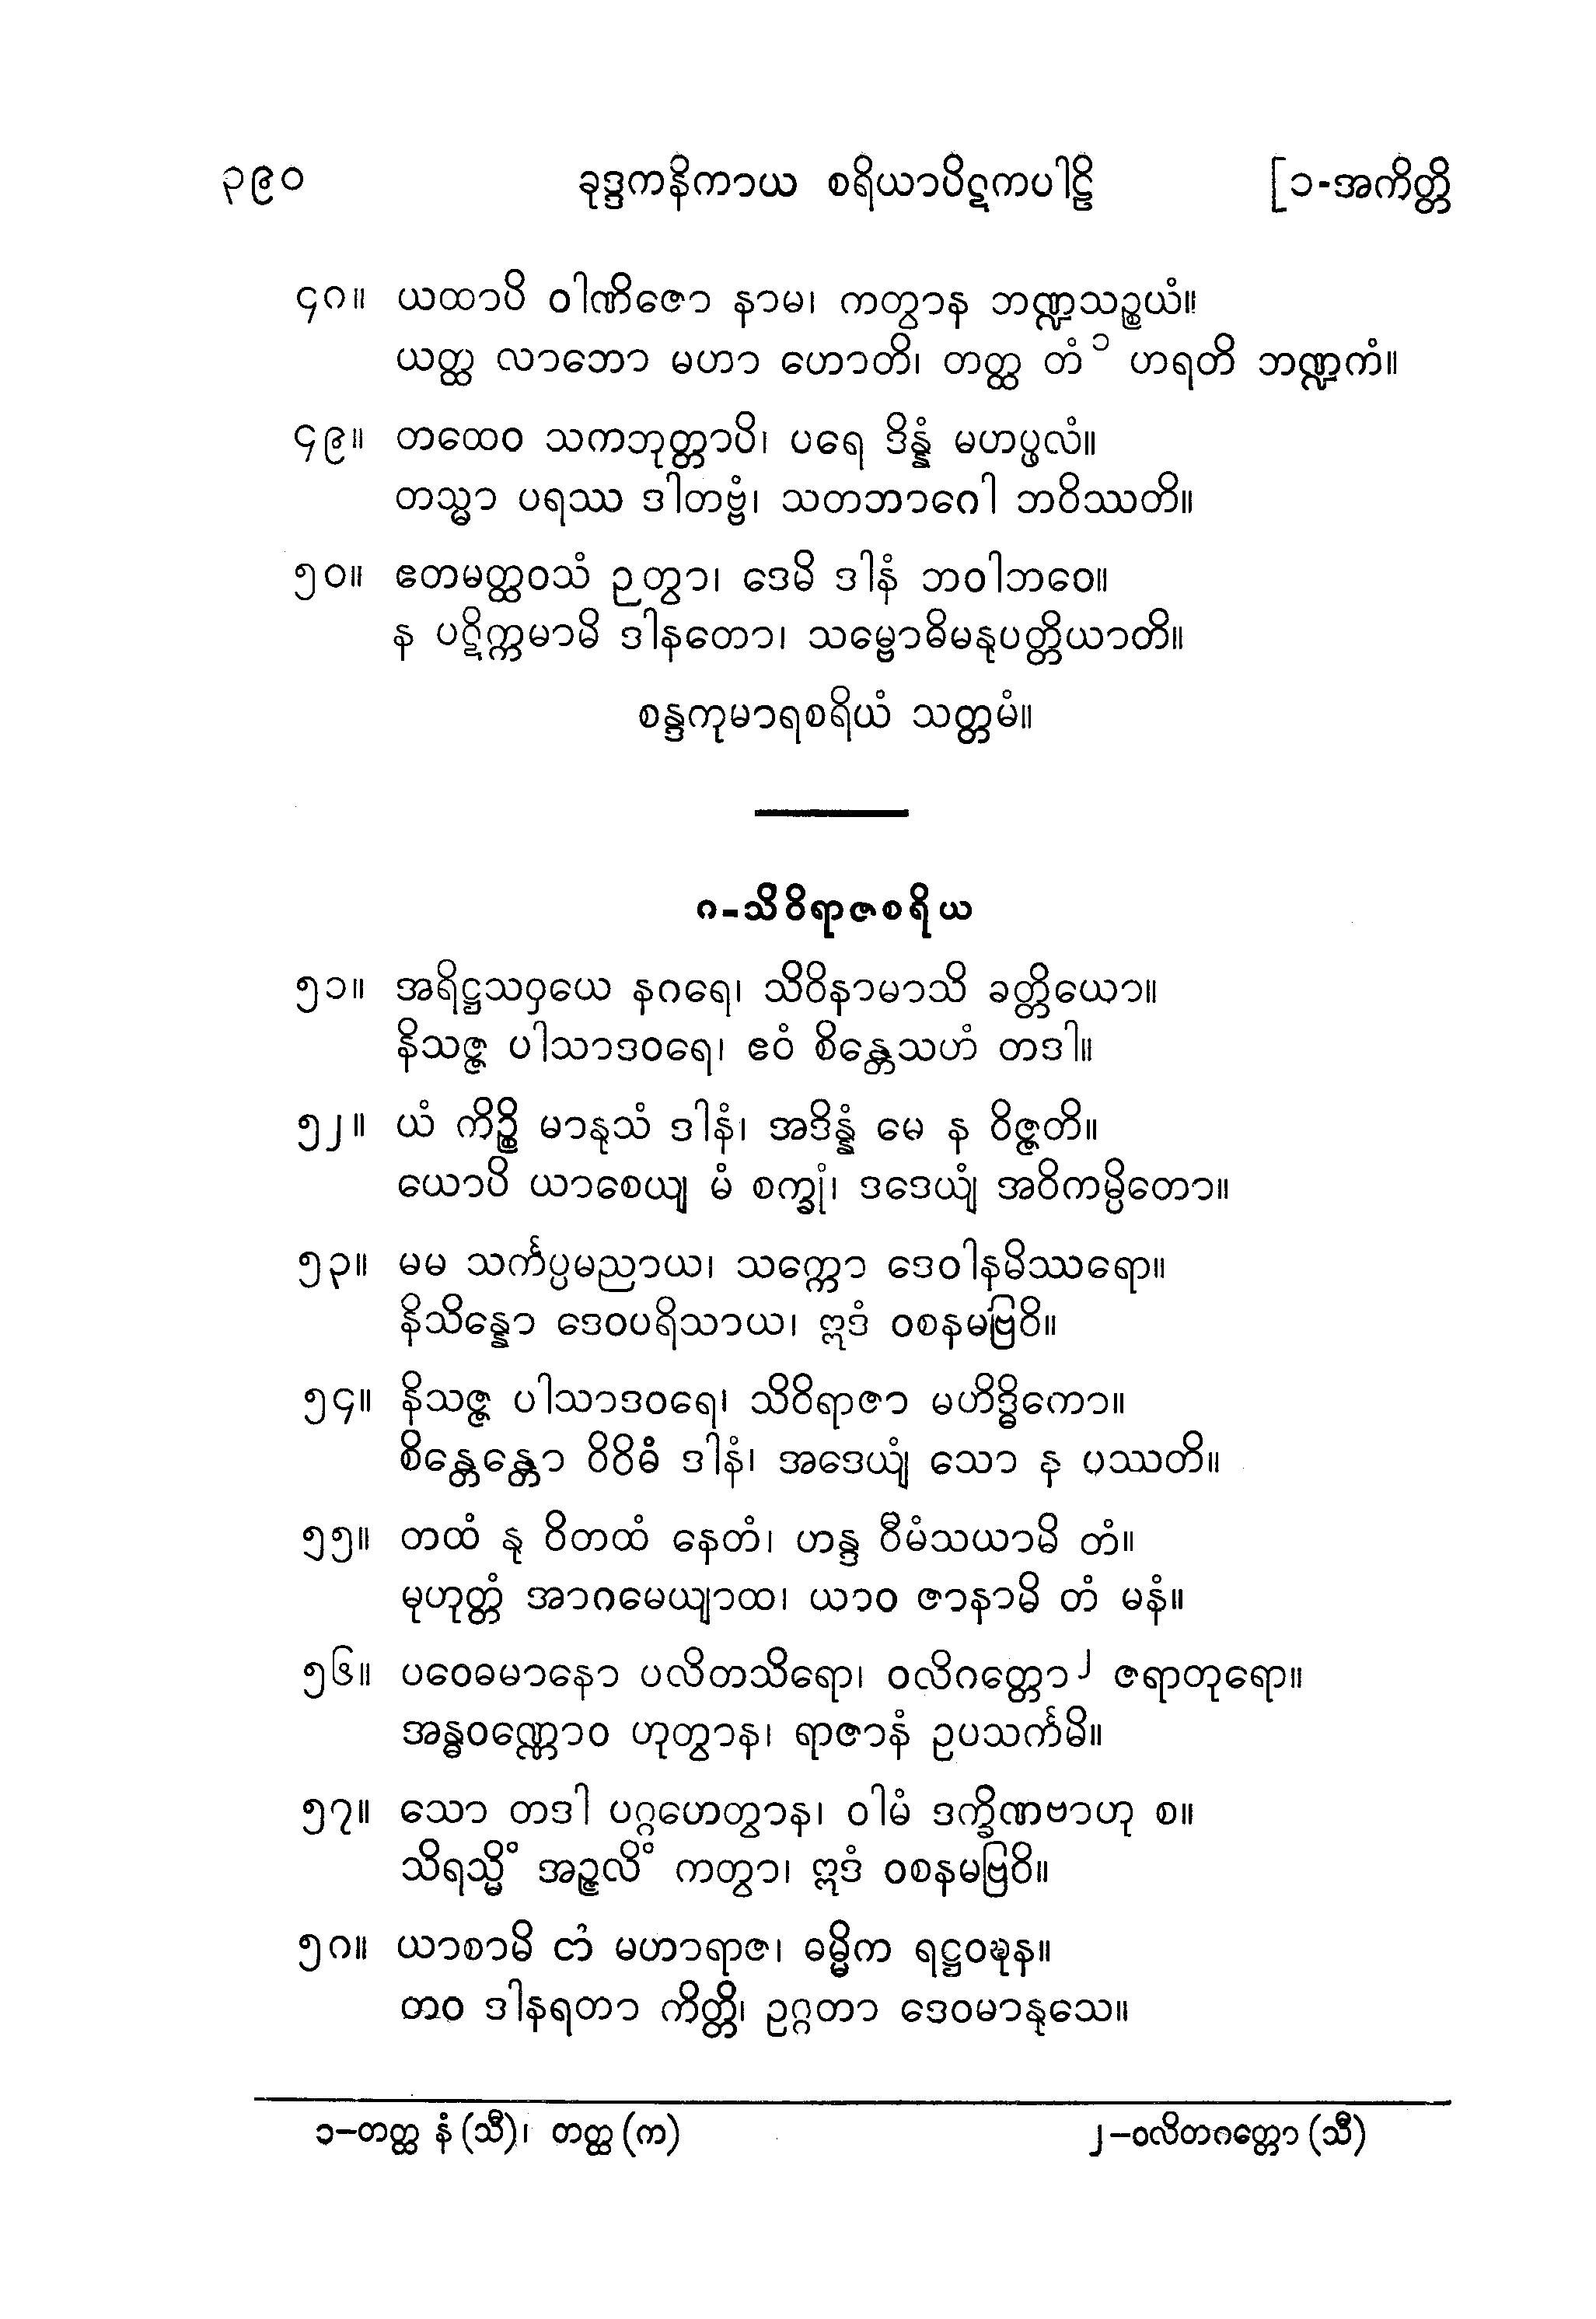 ၃၉၀ ခုဒ္ဒကနိကာယ စရိယာပိဋကပါဠိ [၁-အကိတ္တိ
၄၈။ ယထာပိ ဝါဏိဇော နာမ၊ ကတွာန ဘဏ္ဍသဉ္စယံ။
ယတ္ထ လာဘော မဟာ ဟောတိ၊ တတ္ထ တံ ၁ ဟရတိ ဘဏ္ဍကံ။
၄၉။ တထေဝ သကဘုတ္တာပိ၊ ပရေ ဒိန္နံ မဟပ္ဖလံ။
တသ္မာ ပရဿ ဒါတဗ္ဗံ၊ သတဘာဂေါ ဘဝိဿတိ။
၅၀။ ဧတမတ္ထဝသံ ဉတွာ၊ ဒေမိ ဒါနံ ဘဝါဘဝေ။
န ပဋိက္ကမာမိ ဒါနတော၊ သမ္ဗောဓိမနုပတ္တိယာတိ။
စန္ဒကုမာရစရိယံ သတ္တမံ။
၈-သိဝိရာဇစရိယ
၅၁။ အရိဋ္ဌသဝှယေ နဂရေ၊ သိဝိနာမာသိ ခတ္တိယော။
နိသဇ္ဇ ပါသာဒဝရေ၊ ဧဝံ စိန္တေသဟံ တဒါ။
၅၂။ ယံ ကိဉ္စိ မာနုသံ ဒါနံ၊ အဒိန္နံ မေ န ဝိဇ္ဇတိ။
ယောပိ ယာစေယျ မံ စက္ခုံ၊ ဒဒေယျံ အဝိကမ္ပိတော။
၅၃။ မမ သင်္ကပ္ပမညာယ၊ သက္ကော ဒေဝါနမိဿရော။
နိသိန္နော ဒေဝပရိသာယ၊ ဣဒံ ဝစနမဗြဝိ။
၅၄။ နိသဇ္ဇ ပါသာဒဝရေ၊ သိဝိရာဇာ မဟိဒ္ဓိကော။
စိန္တေန္တော ဝိဝိဓံ ဒါနံ၊ အဒေယျံ သော န ပဿတိ။
၅၅။ တထံ နု ဝိတထံ နေတံ၊ ဟန္ဒ ဝီမံသယာမိ တံ။
မုဟုတ္တံ အာဂမေယျာထ၊ ယာဝ ဇာနာမိ တံ မနံ။
၅၆။ ပဝေဓမာနော ပလိတသိရော၊ ဝလိဂတ္တော ၂ ဇရာတုရော။
အန္ဓဝဏ္ဏောဝ ဟုတွာန၊ ရာဇာနံ ဥပသင်္ကမိ။
၅၇။ သော တဒါ ပဂ္ဂဟေတွာန၊ ဝါမံ ဒက္ခိဏဗာဟု စ။
သိရသ္မိံ အဉ္ဇလိံ ကတွာ၊ ဣဒံ ဝစနမဗြဝိ။
၅၈။ ယာစာမိ တံ မဟာရာဇ၊ ဓမ္မိက ရဋ္ဌဝဍ္ဎန။
တဝ ဒါနရတာ ကိတ္တိ၊ ဥဂ္ဂတာ ဒေဝမာနုသေ။
၁-တတ္ထ နံ (သီ)၊ တတ္ထ (က) ၂-ဝလိတဂတ္တော (သီ)